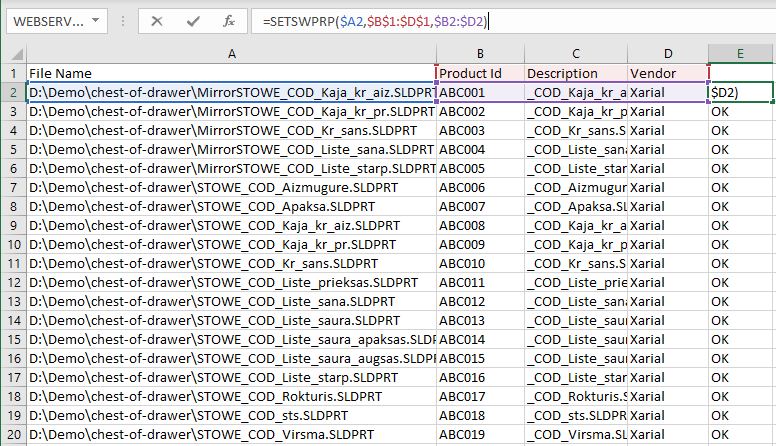 WEBSERV... =SETSWPRP($A2,$B$1:$D$1,$B2:$D2)
A B C D E
1 File Name Product Id Description Vendor
2 D:\Demo\chest-of-drawer\MirrorSTOWE_COD_Kaja_kr_aiz.SLDPRT ABC001 _COD_Kaja_kr_a Xarial $D2)
3 D:\Demo\chest-of-drawer\MirrorSTOWE_COD_Kaja_kr_pr.SLDPRT ABC002 _COD_Kaja_kr_p Xarial OK
4 D:\Demo\chest-of-drawer\MirrorSTOWE_COD_Kr_sans.SLDPRT ABC003 _COD_Kr_sans.SL Xarial OK
5 D:\Demo\chest-of-drawer\MirrorSTOWE_COD_Liste_sana.SLDPRT ABC004 _COD_Liste_sana Xarial OK
6 D:\Demo\chest-of-drawer\MirrorSTOWE_COD_Liste_starp.SLDPRT ABC005 _COD_Liste_star Xarial OK
7 D:\Demo\chest-of-drawer\STOWE_COD_Aizmugure.SLDPRT ABC006 _COD_Aizmugur Xarial OK
8 D:\Demo\chest-of-drawer\STOWE_COD_Apaksa.SLDPRT ABC007 _COD_Apaksa.SL Xarial OK
9 D:\Demo\chest-of-drawer\STOWE_COD_Kaja_kr_aiz.SLDPRT ABC008 _COD_Kaja_kr_a Xarial OK
10 D:\Demo\chest-of-drawer\STOWE_COD_Kaja_kr_pr.SLDPRT ABC009 _COD_Kaja_kr_p Xarial OK
11 D:\Demo\chest-of-drawer\STOWE_COD_Kr_sans.SLDPRT ABC010 _COD_Kr_sans.S Xarial OK
12 D:\Demo\chest-of-drawer\STOWE_COD_Liste_prieksas.SLDPRT ABC011 _COD_Liste_prie Xarial OK
13 D:\Demo\chest-of-drawer\STOWE_COD_Liste_sana.SLDPRT ABC012 _COD_Liste_sana Xarial OK
14 D:\Demo\chest-of-drawer\STOWE_COD_Liste_saura.SLDPRT ABC013 _COD_Liste_sau Xarial OK
15 D:\Demo\chest-of-drawer\STOWE_COD_Liste_saura_apaksas.SLDP ABC014 _COD_Liste_sau Xarial OK
16 D:\Demo\chest-of-drawer\STOWE_COD_Liste_saura_augsas.SLDP ABC015 _COD_Liste_sau Xarial OK
17 D:\Demo\chest-of-drawer\STOWE_COD_Liste_starp.SLDPRT ABC016 _COD_Liste_star Xarial OK
18 D:\Demo\chest-of-drawer\STOWE_COD_Rokturis.SLDPRT ABC017 _COD_Rokturis.S Xarial OK
19 D:\Demo\chest-of-drawer\STOWE_COD_sts.SLDPRT ABC018 _COD_sts.SLDPR Xarial OK
20 D:\Demo\chest-of-drawer\STOWE_COD_Virsma.SLDPRT ABC019 _COD_Virsma.SL Xarial OK